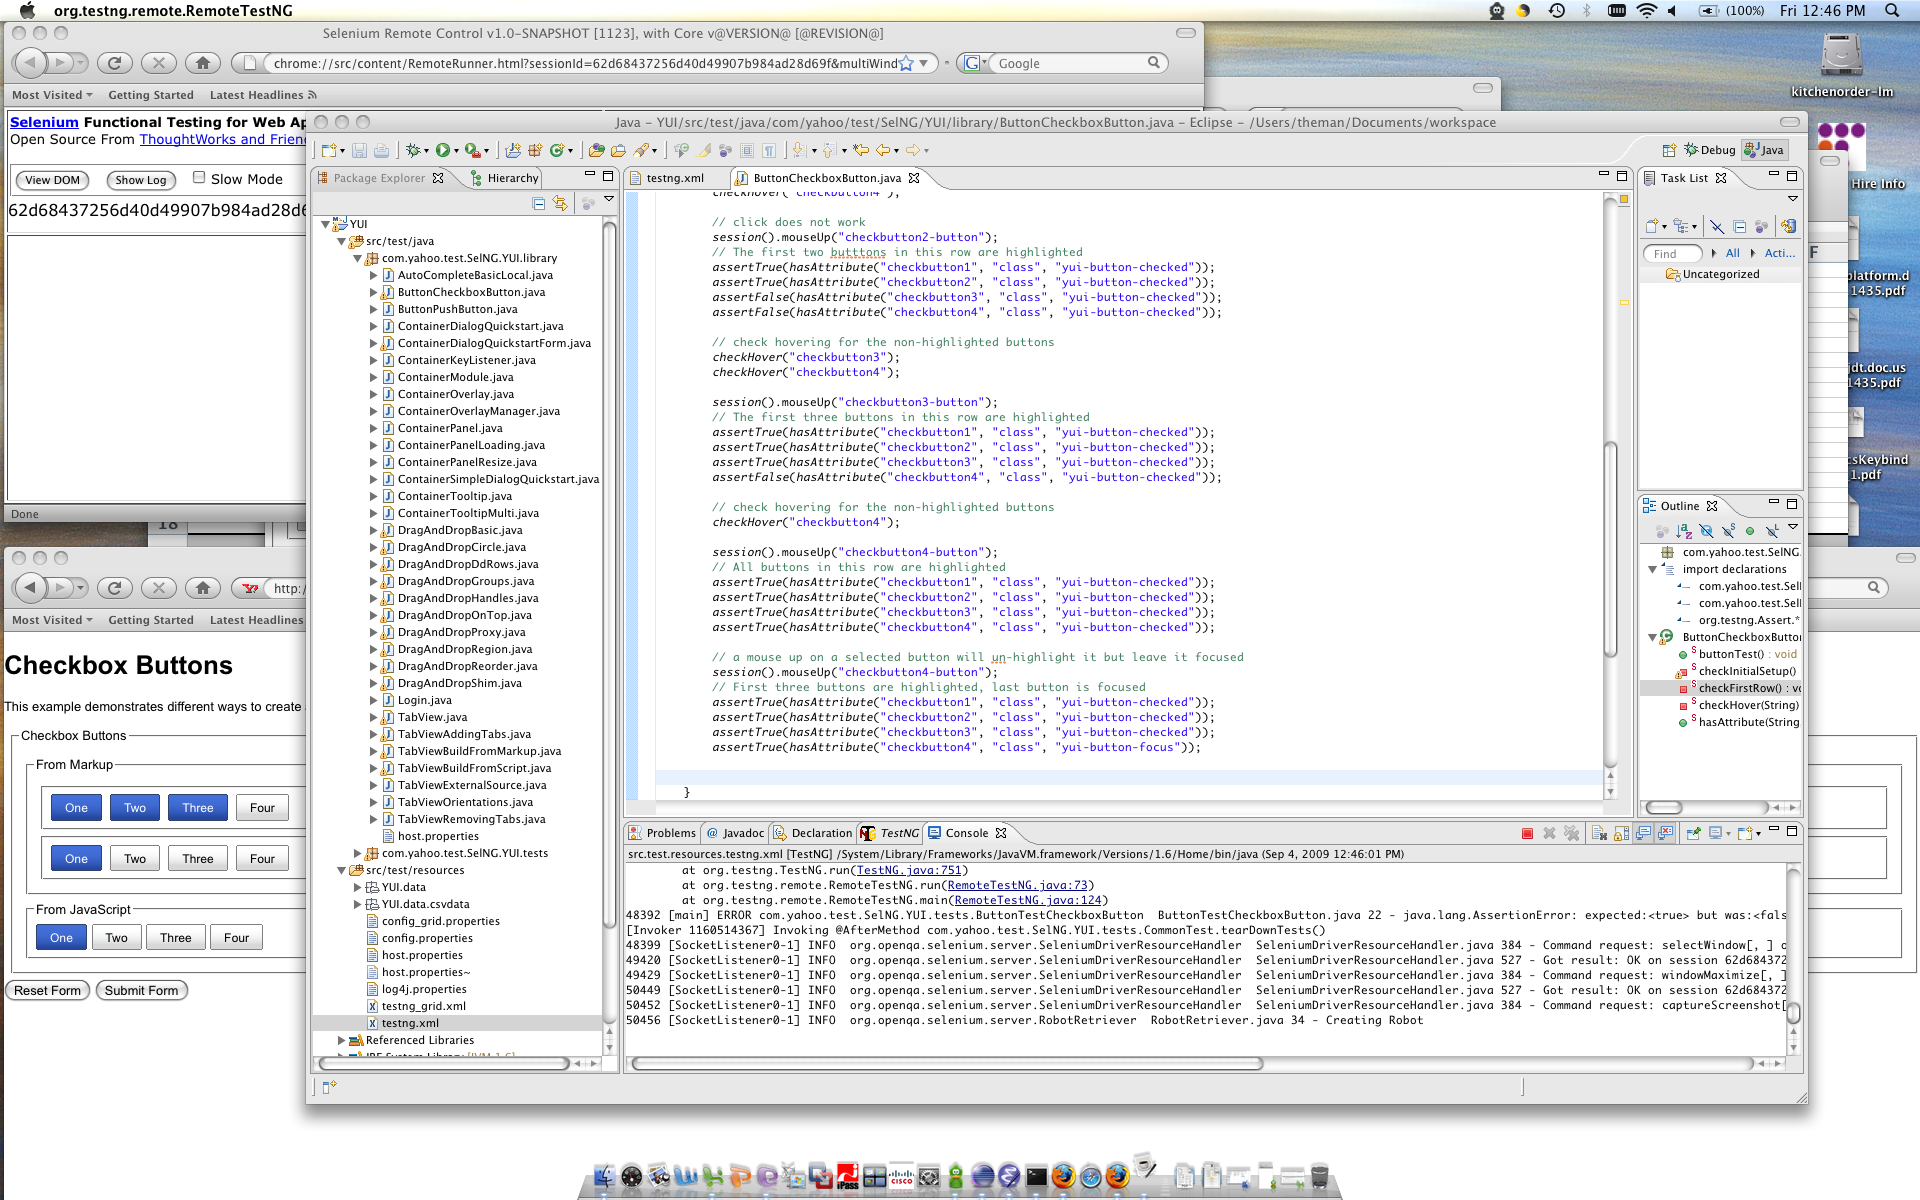 org.testng.remote.RemoteTestNG
(100%) Fri 12:46 PM
Selenium Remote Control v1.0-SNAPSHOT [1123], with Core v@VERSION@ [@REVISION@]
chrome://src/content/RemoteRunner.html?sessionId=62d68437256d40d49907b984ad28d69f&multiWind
Google
Most Visited Getting Started Latest Headlines
Selenium Functional Testing for Web Ap
Open Source From ThoughtWorks and Frien
View DOM Show Log Slow Mode
62d68437256d40d49907b984ad28d6
Done
18
kitchenorder-lm
Hire Info
platform.d
1435.pdf
jdt.doc.us
1435.pdf
csKeybind
1.pdf
F
Java - YUI/src/test/java/com/yahoo/test/SelNG/YUI/library/ButtonCheckboxButton.java - Eclipse - /Users/theman/Documents/workspace
Debug Java
Package Explorer Hierarchy
YUI
src/test/java
com.yahoo.test.SelNG.YUI.library
AutoCompleteBasicLocal.java
ButtonCheckboxButton.java
ButtonPushButton.java
ContainerDialogQuickstart.java
ContainerDialogQuickstartForm.java
ContainerKeyListener.java
ContainerModule.java
ContainerOverlay.java
ContainerOverlayManager.java
ContainerPanel.java
ContainerPanelLoading.java
ContainerPanelResize.java
ContainerSimpleDialogQuickstart.java
ContainerTooltip.java
ContainerTooltipMulti.java
DragAndDropBasic.java
DragAndDropCircle.java
DragAndDropDdRows.java
DragAndDropGroups.java
DragAndDropHandles.java
DragAndDropOnTop.java
DragAndDropProxy.java
DragAndDropRegion.java
DragAndDropReorder.java
DragAndDropShim.java
Login.java
TabView.java
TabViewAddingTabs.java
TabViewBuildFromMarkup.java
TabViewBuildFromScript.java
TabViewExternalSource.java
TabViewOrientations.java
TabViewRemovingTabs.java
host.properties
com.yahoo.test.SelNG.YUI.tests
src/test/resources
YUI.data
YUI.data.csvdata
config_grid.properties
config.properties
host.properties
host.properties~
log4j.properties
testng_grid.xml
testng.xml
Referenced Libraries
JRE System Library [JVM 1.6]
testng.xml ButtonCheckboxButton.java
checkHover("checkbutton4");
// click does not work
session().mouseUp("checkbutton2-button");
// The first two butttons in this row are highlighted
assertTrue(hasAttribute("checkbutton1", "class", "yui-button-checked"));
assertTrue(hasAttribute("checkbutton2", "class", "yui-button-checked"));
assertFalse(hasAttribute("checkbutton3", "class", "yui-button-checked"));
assertFalse(hasAttribute("checkbutton4", "class", "yui-button-checked"));
// check hovering for the non-highlighted buttons
checkHover("checkbutton3");
checkHover("checkbutton4");
session().mouseUp("checkbutton3-button");
// The first three buttons in this row are highlighted
assertTrue(hasAttribute("checkbutton1", "class", "yui-button-checked"));
assertTrue(hasAttribute("checkbutton2", "class", "yui-button-checked"));
assertTrue(hasAttribute("checkbutton3", "class", "yui-button-checked"));
assertFalse(hasAttribute("checkbutton4", "class", "yui-button-checked"));
// check hovering for the non-highlighted buttons
checkHover("checkbutton4");
session().mouseUp("checkbutton4-button");
// All buttons in this row are highlighted
assertTrue(hasAttribute("checkbutton1", "class", "yui-button-checked"));
assertTrue(hasAttribute("checkbutton2", "class", "yui-button-checked"));
assertTrue(hasAttribute("checkbutton3", "class", "yui-button-checked"));
assertTrue(hasAttribute("checkbutton4", "class", "yui-button-checked"));
// a mouse up on a selected button will un-highlight it but leave it focused
session().mouseUp("checkbutton4-button");
// First three buttons are highlighted, last button is focused
assertTrue(hasAttribute("checkbutton1", "class", "yui-button-checked"));
assertTrue(hasAttribute("checkbutton2", "class", "yui-button-checked"));
assertTrue(hasAttribute("checkbutton3", "class", "yui-button-checked"));
assertTrue(hasAttribute("checkbutton4", "class", "yui-button-focus"));
}
Task List
Find All Acti...
Uncategorized
Outline
com.yahoo.test.SelNG.
import declarations
com.yahoo.test.Sel
com.yahoo.test.Sel
org.testng.Assert.*
ButtonCheckboxButtor
buttonTest() : void
checkInitialSetup()
checkFirstRow() : vo
checkHover(String)
hasAttribute(String,
Problems Javadoc Declaration TestNG Console
src.test.resources.testng.xml [TestNG] /System/Library/Frameworks/JavaVM.framework/Versions/1.6/Home/bin/java (Sep 4, 2009 12:46:01 PM)
at org.testng.TestNG.run(TestNG.java:751)
at org.testng.remote.RemoteTestNG.run(RemoteTestNG.java:73)
at org.testng.remote.RemoteTestNG.main(RemoteTestNG.java:124)
48392 [main] ERROR com.yahoo.test.SelNG.YUI.tests.ButtonTestCheckboxButton ButtonTestCheckboxButton.java 22 - java.lang.AssertionError: expected:<true> but was:<fals
[Invoker 1160514367] Invoking @AfterMethod com.yahoo.test.SelNG.YUI.tests.CommonTest.tearDownTests()
48399 [SocketListener0-1] INFO org.openqa.selenium.server.SeleniumDriverResourceHandler SeleniumDriverResourceHandler.java 384 - Command request: selectWindow[, ] o
49420 [SocketListener0-1] INFO org.openqa.selenium.server.SeleniumDriverResourceHandler SeleniumDriverResourceHandler.java 527 - Got result: OK on session 62d684372
49429 [SocketListener0-1] INFO org.openqa.selenium.server.SeleniumDriverResourceHandler SeleniumDriverResourceHandler.java 384 - Command request: windowMaximize[, ]
50449 [SocketListener0-1] INFO org.openqa.selenium.server.SeleniumDriverResourceHandler SeleniumDriverResourceHandler.java 527 - Got result: OK on session 62d684372
50452 [SocketListener0-1] INFO org.openqa.selenium.server.SeleniumDriverResourceHandler SeleniumDriverResourceHandler.java 384 - Command request: captureScreenshot[
50456 [SocketListener0-1] INFO org.openqa.selenium.server.RobotRetriever RobotRetriever.java 34 - Creating Robot
http:/
Most Visited Getting Started Latest Headlines
Checkbox Buttons
This example demonstrates different ways to create
Checkbox Buttons
From Markup
One Two Three Four
One Two Three Four
From JavaScript
One Two Three Four
Reset Form Submit Form
iPass
CISCO